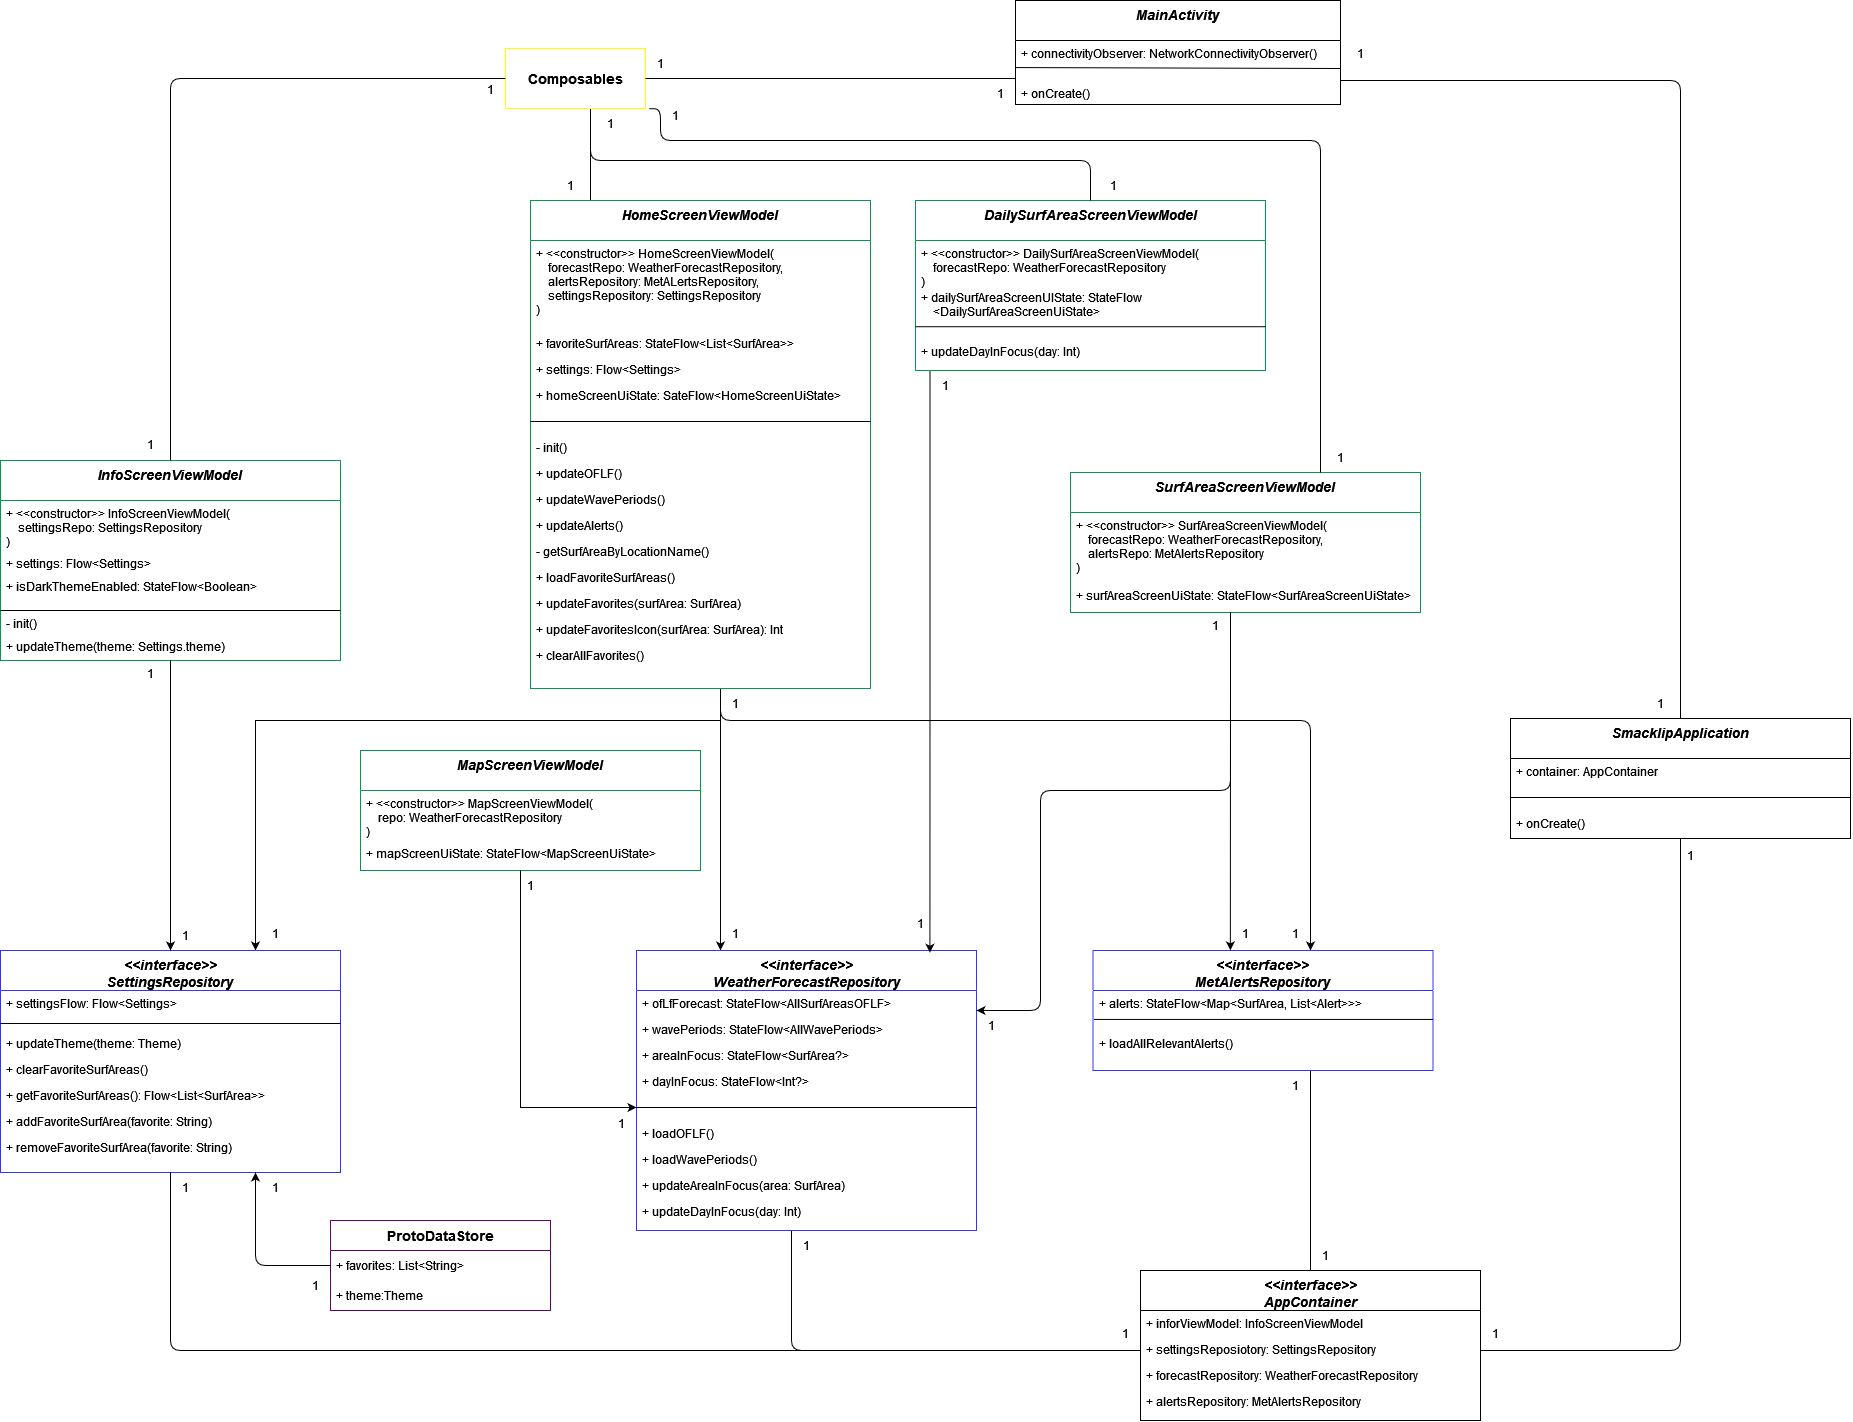 MainActivity
+ connectivityObserver: NetworkConnectivityObserver()
+ onCreate()
1
Composables
1
1
1
1
1
1
1
HomeScreenViewModel
+ <<constructor>> HomeScreenViewModel(
forecastRepo: WeatherForecastRepository,
alertsRepository: MetALertsRepository,
settingsRepository: SettingsRepository
)
+ favoriteSurfAreas: StateFlow<List<SurfArea>>
+ settings: Flow<Settings>
+ homeScreenUiState: SateFlow<HomeScreenUiState>
- init()
+ updateOFLF()
+ updateWavePeriods()
+ updateAlerts()
- getSurfAreaByLocationName()
+ loadFavoriteSurfAreas()
+ updateFavorites(surfArea: SurfArea)
+ updateFavoritesIcon(surfArea: SurfArea): Int
+ clearAllFavorites()
1
DailySurfAreaScreenViewModel
+ <<constructor>> DailySurfAreaScreenViewModel(
forecastRepo: WeatherForecastRepository
)
+ dailySurfAreaScreenUIState: StateFlow
<DailySurfAreaScreenUiState>
+ updateDayInFocus(day: Int)
1
1
InfoScreenViewModel
+ <<constructor>> InfoScreenViewModel(
settingsRepo: SettingsRepository
)
+ settings: Flow<Settings>
+ isDarkThemeEnabled: StateFlow<Boolean>
- init()
+ updateTheme(theme: Settings.theme)
1
1
SurfAreaScreenViewModel
+ <<constructor>> SurfAreaScreenViewModel(
forecastRepo: WeatherForecastRepository,
alertsRepo: MetAlertsRepository
)
+ surfAreaScreenUiState: StateFlow<SurfAreaScreenUiState>
1
1
MapScreenViewModel
+ <<constructor>> MapScreenViewModel(
repo: WeatherForecastRepository
)
+ mapScreenUiState: StateFlow<MapScreenUiState>
1
1
SmacklipApplication
+ container: AppContainer
+ onCreate()
1
1
1
<<interface>>
SettingsRepository
+ settingsFlow: Flow<Settings>
+ updateTheme(theme: Theme)
+ clearFavoriteSurfAreas()
+ getFavoriteSurfAreas(): Flow<List<SurfArea>>
+ addFavoriteSurfArea(favorite: String)
+ removeFavoriteSurfArea(favorite: String)
1
1
1
1
<<interface>>
WeatherForecastRepository
+ ofLfForecast: StateFlow<AllSurfAreasOFLF>
+ wavePeriods: StateFlow<AllWavePeriods>
+ areaInFocus: StateFlow<SurfArea?>
+ dayInFocus: StateFlow<Int?>
+ loadOFLF()
+ loadWavePeriods()
+ updateAreaInFocus(area: SurfArea)
+ updateDayInFocus(day: Int)
1
1
1
1
1
<<interface>>
MetAlertsRepository
+ alerts: StateFlow<Map<SurfArea, List<Alert>>>
+ loadAllRelevantAlerts()
1
ProtoDataStore
+ favorites: List<String>
+ theme:Theme
1
1
<<interface>>
AppContainer
+ inforViewModel: InfoScreenViewModel
+ settingsReposiotory: SettingsRepository
+ forecastRepository: WeatherForecastRepository
+ alertsRepository: MetAlertsRepository
1
1